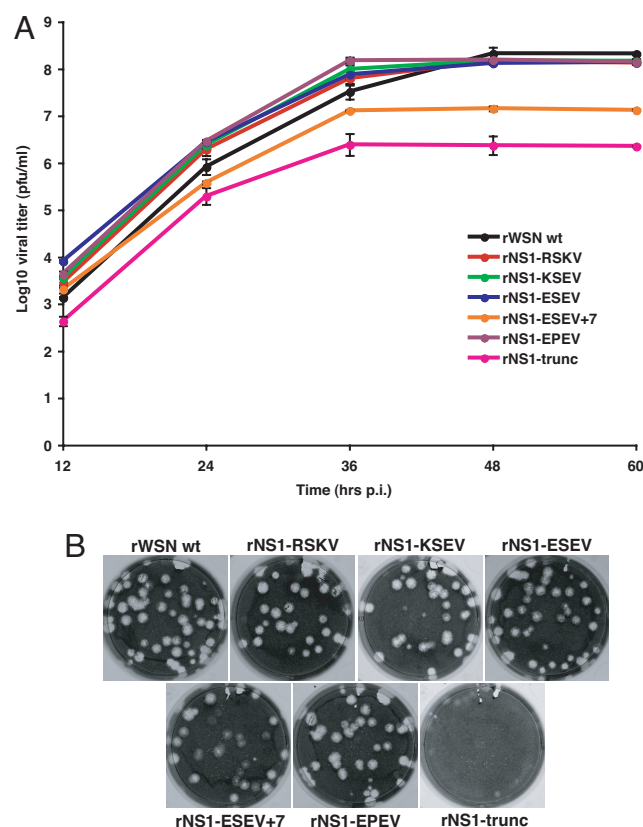 A
Log10 viral titer (pfu/ml)
9
8
7
6
5
4
3
2
1
0
12 24 36 48 60
Time (hrs p.i.)
rWSN wt
rNS1-RSKV
rNS1-KSEV
rNS1-ESEV
rNS1-ESEV+7
rNS1-EPEV
rNS1-trunc
B
rWSN wt rNS1-RSKV rNS1-KSEV rNS1-ESEV
rNS1-ESEV+7 rNS1-EPEV rNS1-trunc